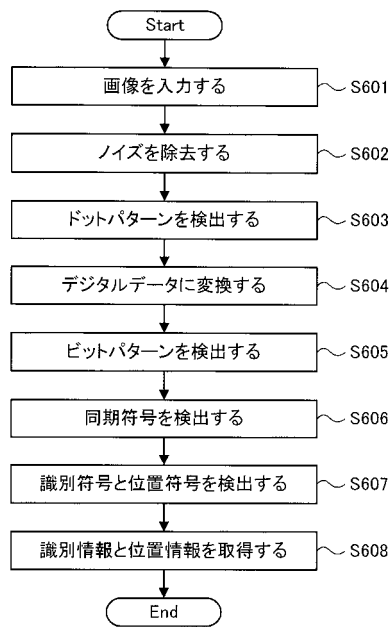 Start
画像を入力する S601
ノイズを除去する S602
ドットパターンを検出する S603
デジタルデータに変換する S604
ビットパターンを検出する S605
同期符号を検出する S606
識別符号と位置符号を検出する S607
識別情報と位置情報を取得する S608
End